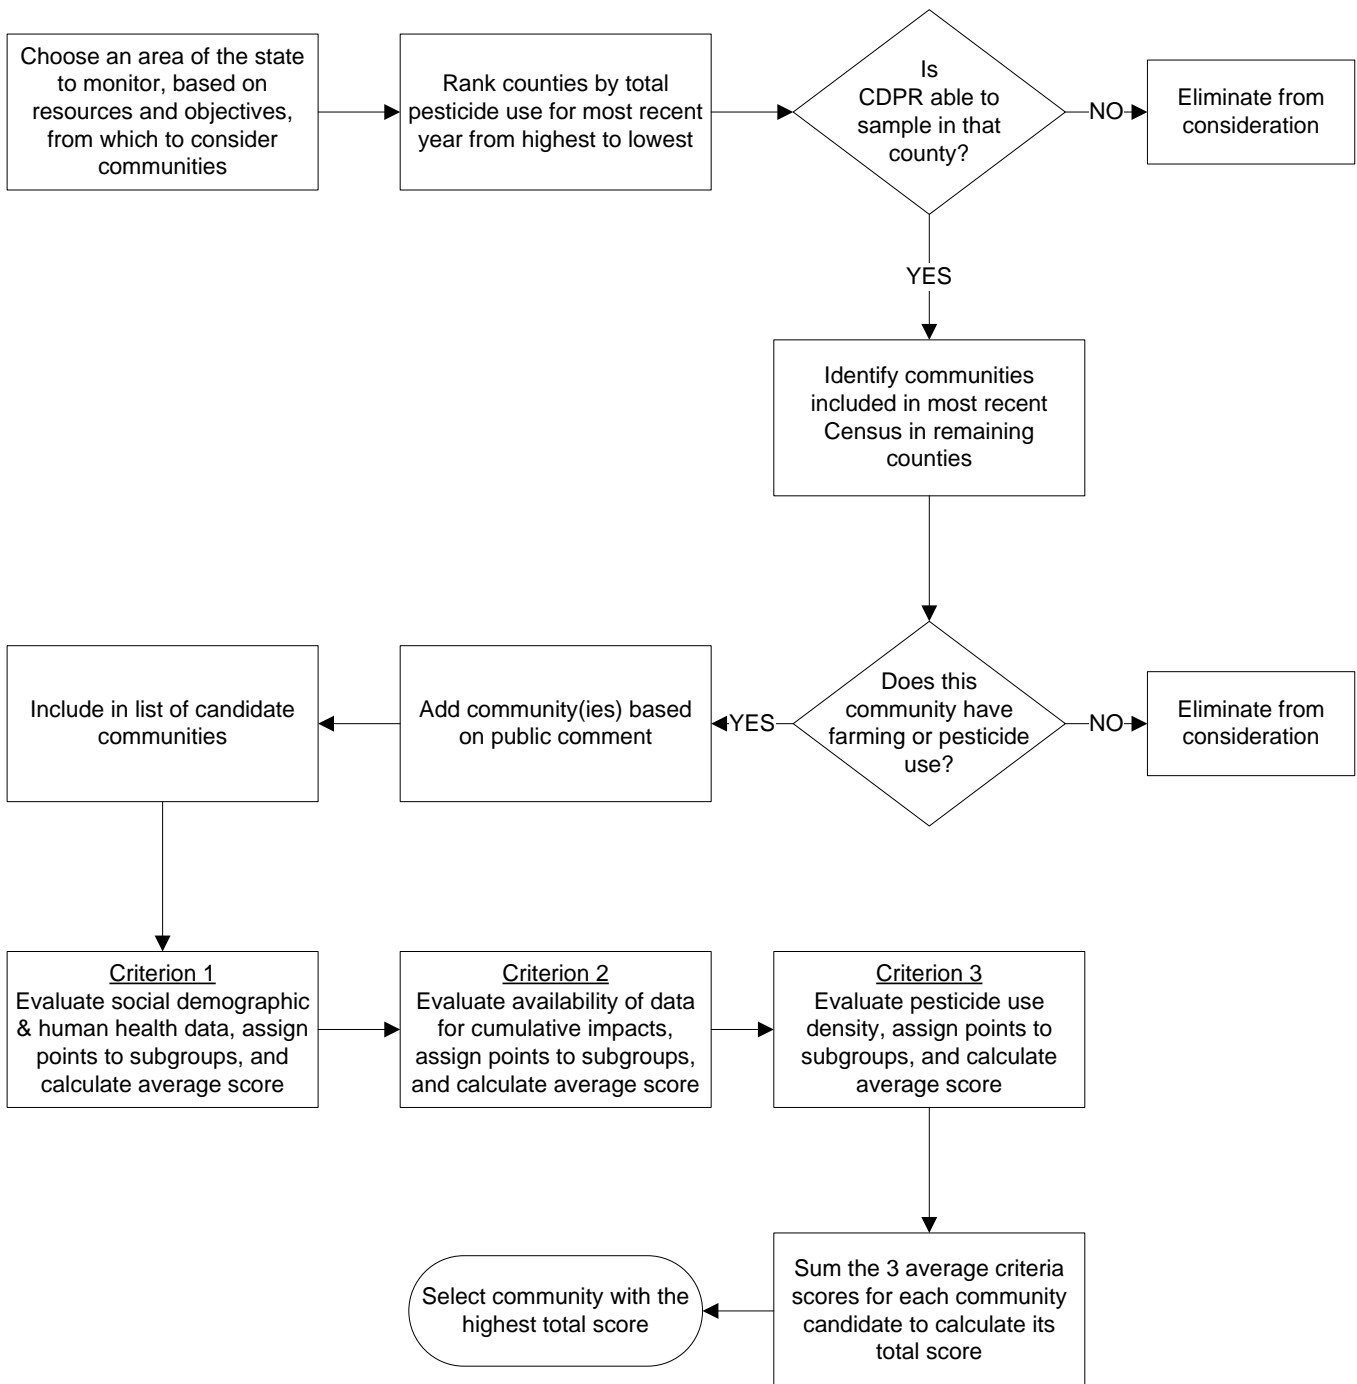 Choose an area of the state
to monitor, based on
resources and objectives,
from which to consider
communities
Rank counties by total
pesticide use for most recent
year from highest to lowest
Is
CDPR able to
sample in that
county?
NO
Eliminate from
consideration
YES
Identify communities
included in most recent
Census in remaining
counties
Does this
community have
farming or pesticide
use?
NO
Eliminate from
consideration
YES
Add community(ies) based
on public comment
Include in list of candidate
communities
Criterion 1
Evaluate social demographic
& human health data, assign
points to subgroups, and
calculate average score
Criterion 2
Evaluate availability of data
for cumulative impacts,
assign points to subgroups,
and calculate average score
Criterion 3
Evaluate pesticide use
density, assign points to
subgroups, and calculate
average score
Sum the 3 average criteria
scores for each community
candidate to calculate its
total score
Select community with the
highest total score